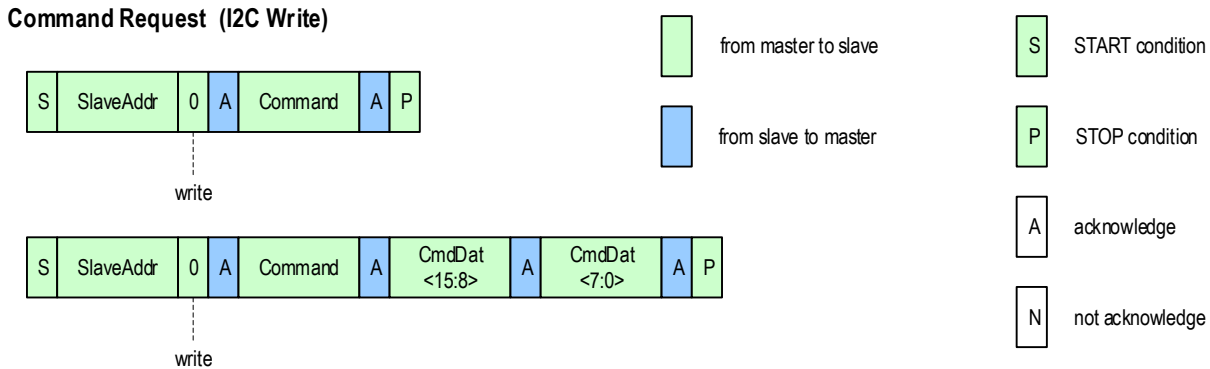 Command Request (I2C Write)
from master to slave
S START condition
S SlaveAddr 0 A Command A P
from slave to master
P STOP condition
write
A acknowledge
S SlaveAddr 0 A Command A CmdDat <15:8> A CmdDat <7:0> A P
N not acknowledge
write